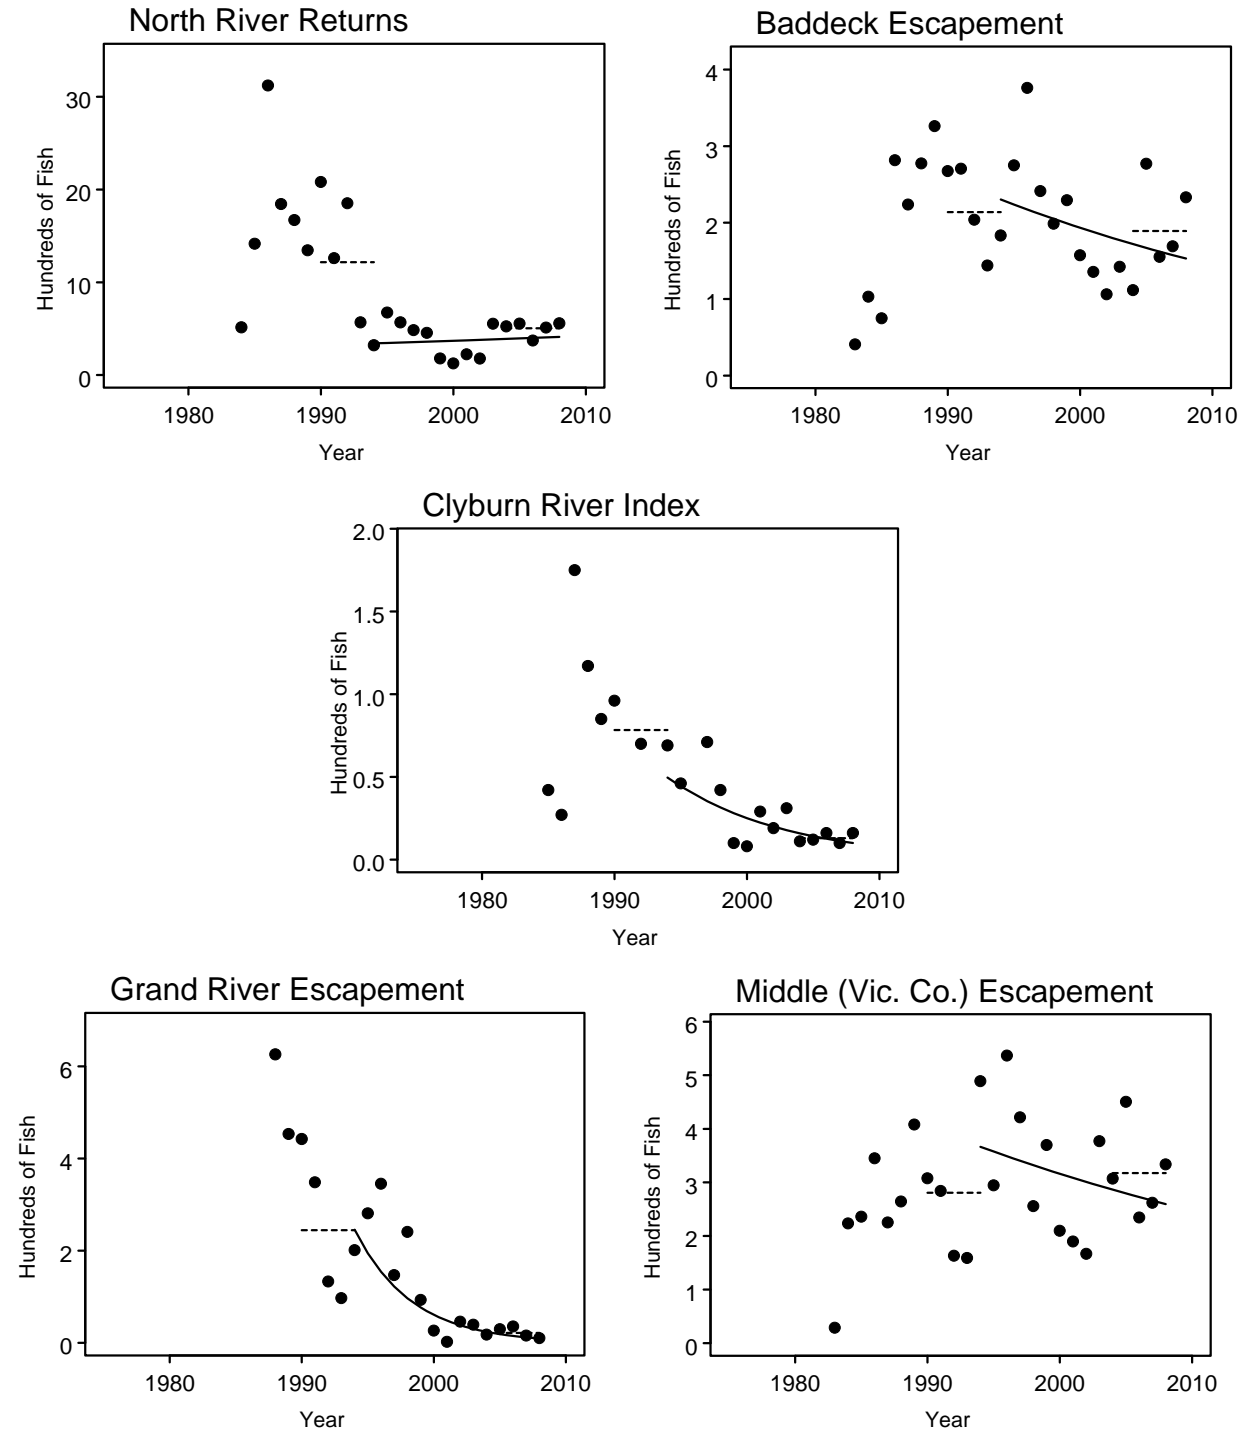 North River Returns
Hundreds of Fish
30
20
10
0
1980 1990 2000 2010
Year
Baddeck Escapement
Hundreds of Fish
4
3
2
1
0
1980 1990 2000 2010
Year
Clyburn River Index
Hundreds of Fish
2.0
1.5
1.0
0.5
0.0
1980 1990 2000 2010
Year
Grand River Escapement
Hundreds of Fish
6
4
2
0
1980 1990 2000 2010
Year
Middle (Vic. Co.) Escapement
Hundreds of Fish
6
5
4
3
2
1
0
1980 1990 2000 2010
Year